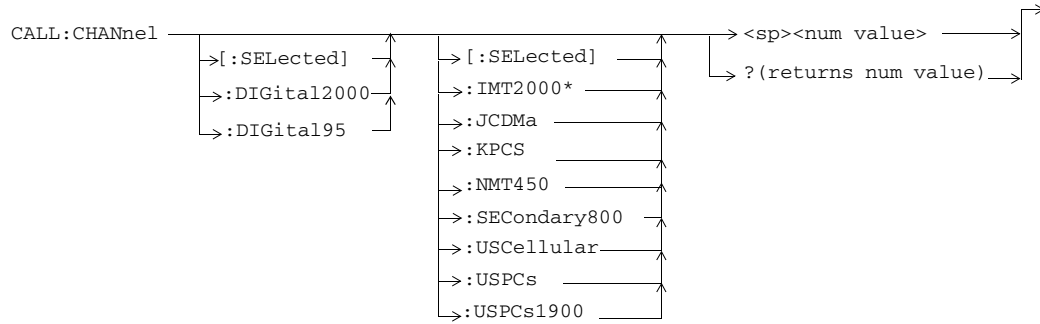 CALL:CHANnel
[:SELected]
:DIGital2000
:DIGital95
[:SELected]
:IMT2000*
:JCDMa
:KPCS
:NMT450
:SECondary800
:USCellular
:USPCs
:USPCs1900
<sp><num value>
?(returns num value)